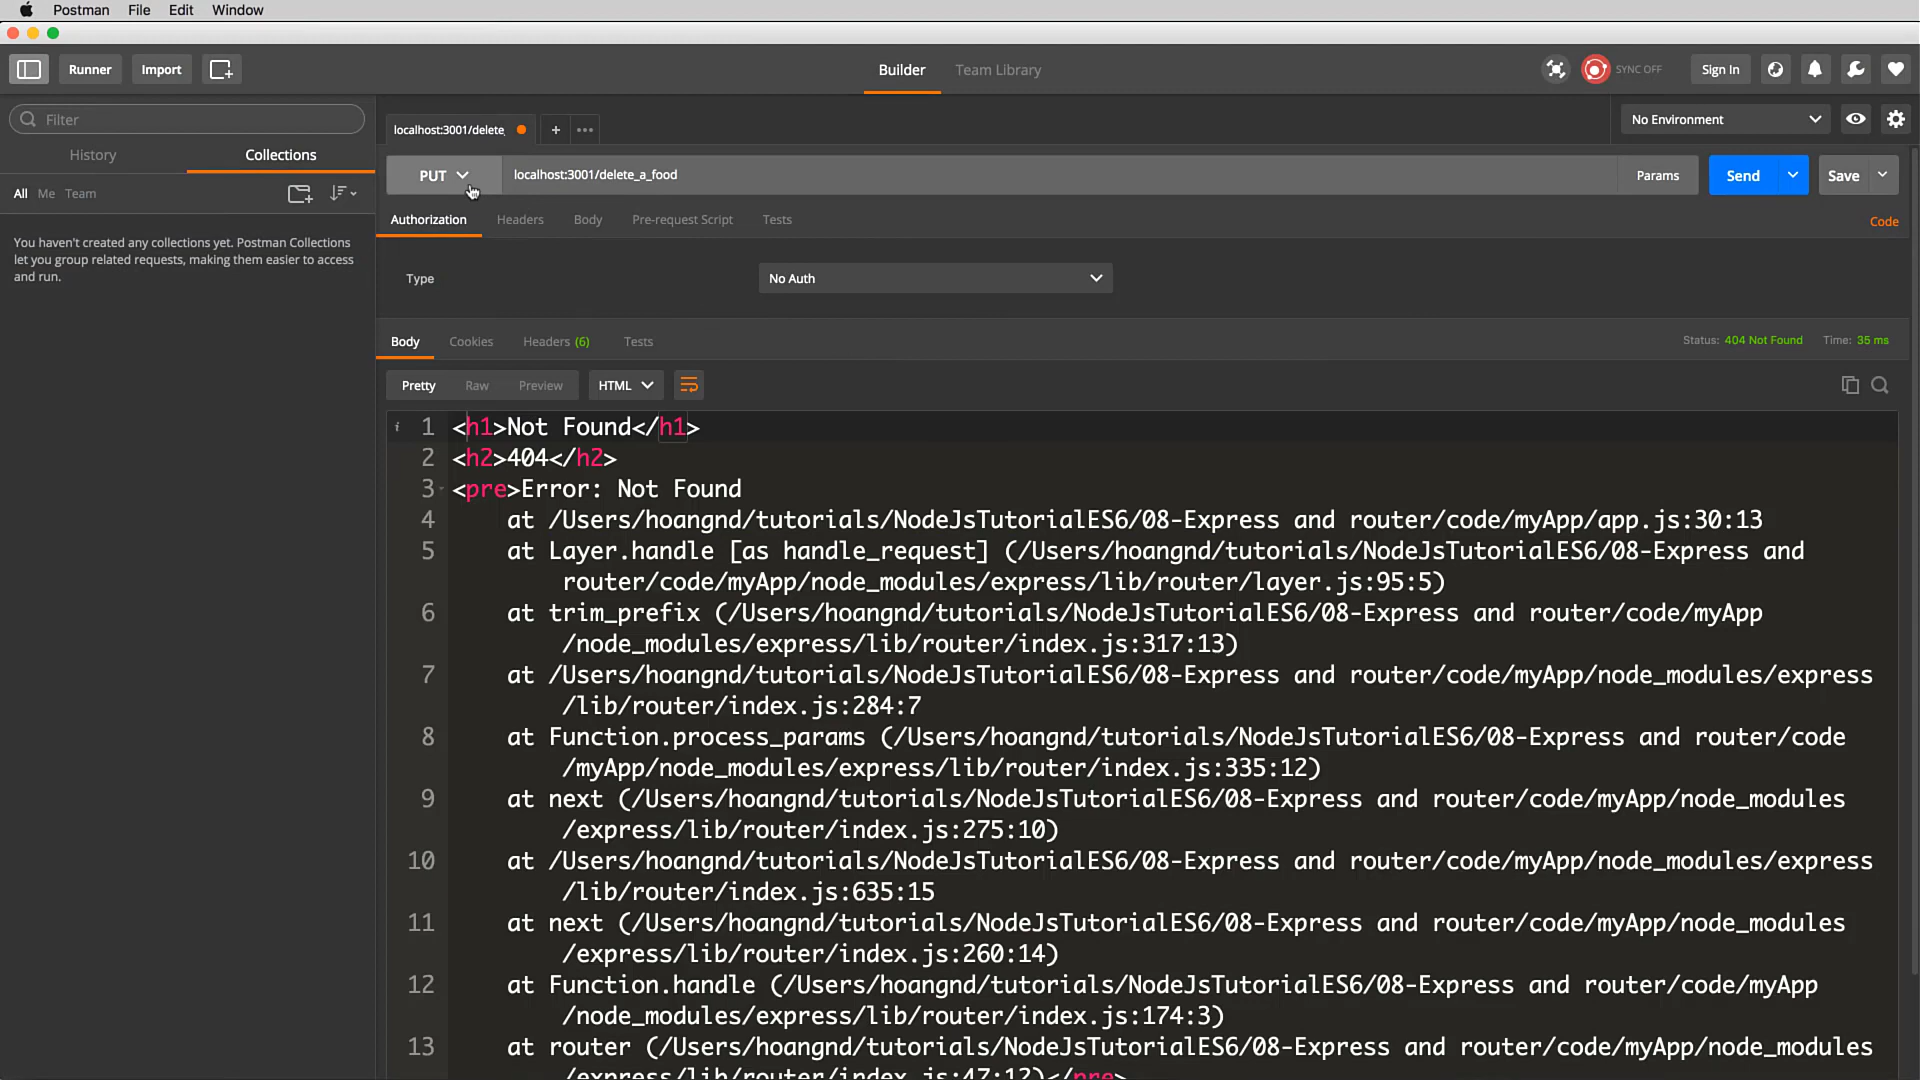 Postman File Edit Window
Runner Import Builder Team Library SYNC OFF Sign In
Filter
History Collections
All Me Team
You haven't created any collections yet. Postman Collections
let you group related requests, making them easier to access
and run.
localhost:3001/delete
No Environment
PUT localhost:3001/delete_a_food Params Send Save
Authorization Headers Body Pre-request Script Tests Code
Type No Auth
Body Cookies Headers (6) Tests Status: 404 Not Found Time: 35 ms
Pretty Raw Preview HTML
i 1 <h1>Not Found</h1>
2 <h2>404</h2>
3 <pre>Error: Not Found
4 at /Users/hoangnd/tutorials/NodeJsTutorialES6/08-Express and router/code/myApp/app.js:30:13
5 at Layer.handle [as handle_request] (/Users/hoangnd/tutorials/NodeJsTutorialES6/08-Express and
router/code/myApp/node_modules/express/lib/router/layer.js:95:5)
6 at trim_prefix (/Users/hoangnd/tutorials/NodeJsTutorialES6/08-Express and router/code/myApp
/node_modules/express/lib/router/index.js:317:13)
7 at /Users/hoangnd/tutorials/NodeJsTutorialES6/08-Express and router/code/myApp/node_modules/express
/lib/router/index.js:284:7
8 at Function.process_params (/Users/hoangnd/tutorials/NodeJsTutorialES6/08-Express and router/code
/myApp/node_modules/express/lib/router/index.js:335:12)
9 at next (/Users/hoangnd/tutorials/NodeJsTutorialES6/08-Express and router/code/myApp/node_modules
/express/lib/router/index.js:275:10)
10 at /Users/hoangnd/tutorials/NodeJsTutorialES6/08-Express and router/code/myApp/node_modules/express
/lib/router/index.js:635:15
11 at next (/Users/hoangnd/tutorials/NodeJsTutorialES6/08-Express and router/code/myApp/node_modules
/express/lib/router/index.js:260:14)
12 at Function.handle (/Users/hoangnd/tutorials/NodeJsTutorialES6/08-Express and router/code/myApp
/node_modules/express/lib/router/index.js:174:3)
13 at router (/Users/hoangnd/tutorials/NodeJsTutorialES6/08-Express and router/code/myApp/node_modules
/express/lib/router/index.js:47:12)</pre>